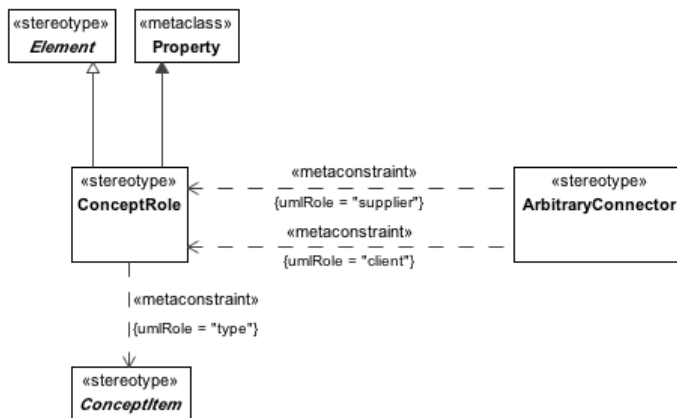 «stereotype»
Element
«metaclass»
Property
«stereotype»
ConceptRole
«metaconstraint»
{umlRole = "supplier"}
«metaconstraint»
{umlRole = "client"}
«stereotype»
ArbitraryConnector
«metaconstraint»
{umlRole = "type"}
«stereotype»
ConceptItem